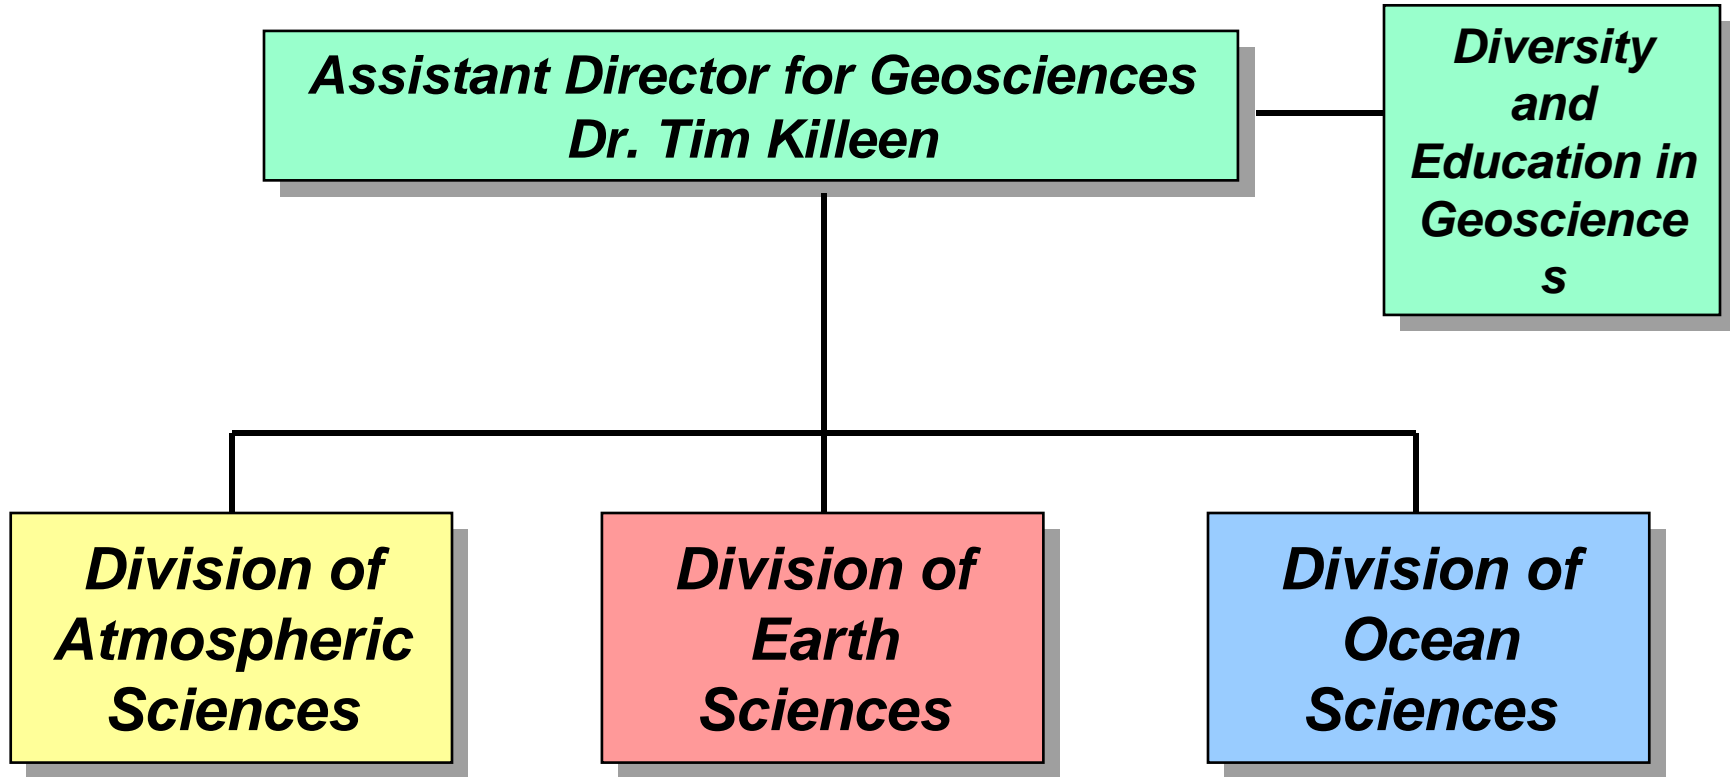 Assistant Director for Geosciences
Dr. Tim Killeen
Diversity
and
Education in
Geoscience
s
Division of
Atmospheric
Sciences
Division of
Earth
Sciences
Division of
Ocean
Sciences